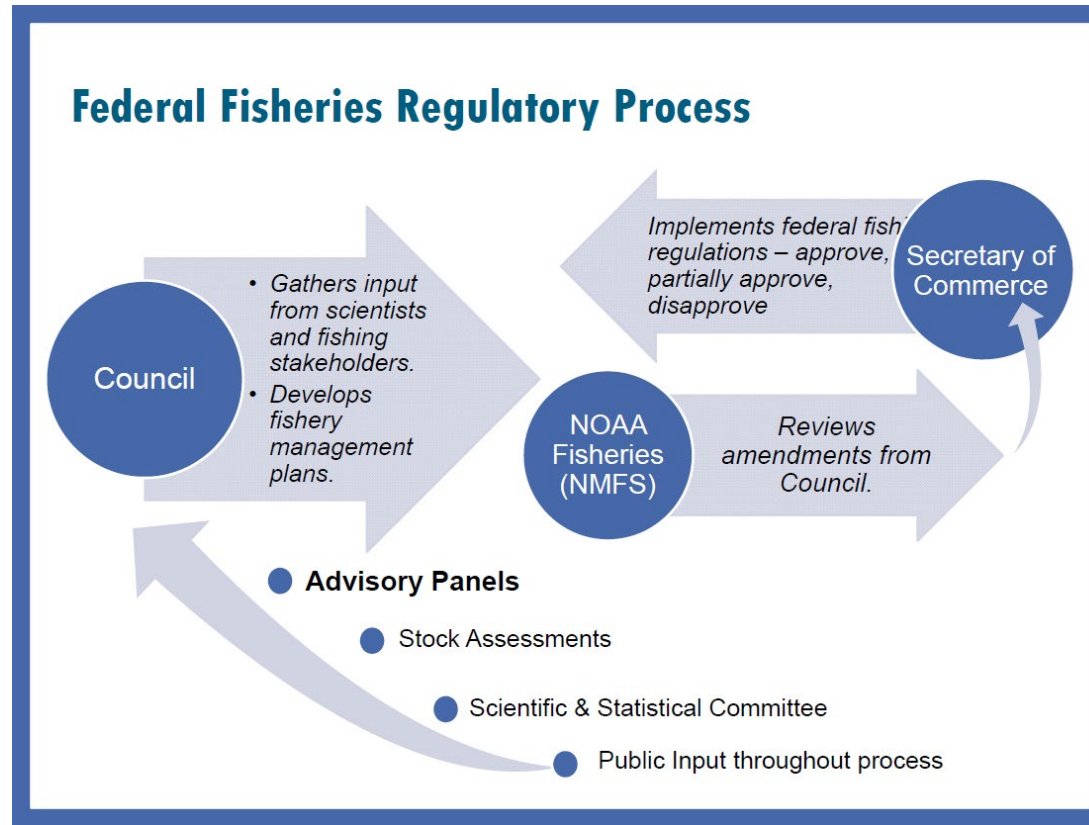 Federal Fisheries Regulatory Process
Council
• Gathers input
from scientists
and fishing
stakeholders.
• Develops
fishery
management
plans.
Implements federal
regulations – approve,
partially approve,
disapprove
Secretary of
Commerce
NOAA
Fisheries
(NMFS)
Reviews
amendments from
Council.
Advisory Panels
Stock Assessments
Scientific & Statistical Committee
Public Input throughout process